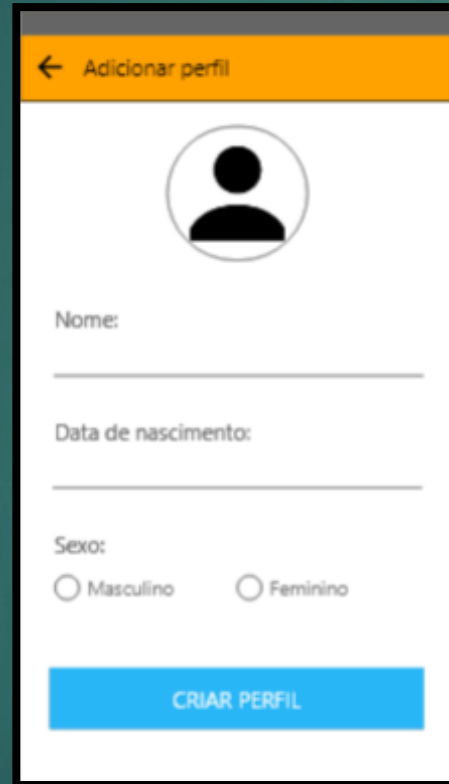 Adicionar perfil
Nome:
Data de nascimento:
Sexo:
Masculino Feminino
CRIAR PERFIL